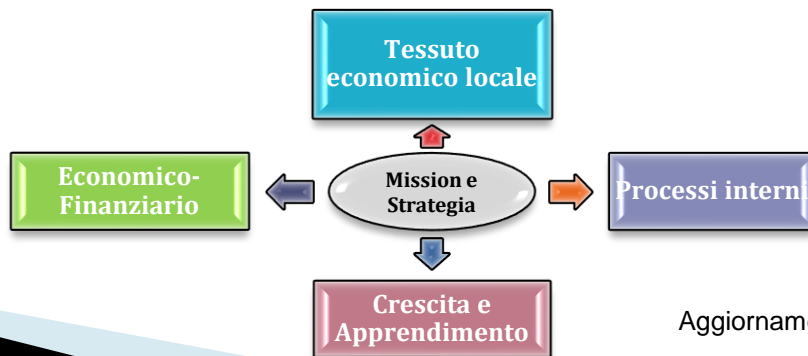 Tessuto
economico locale
Economico-
Finanziario
Mission e
Strategia
Processi interni
Crescita e
Apprendimento